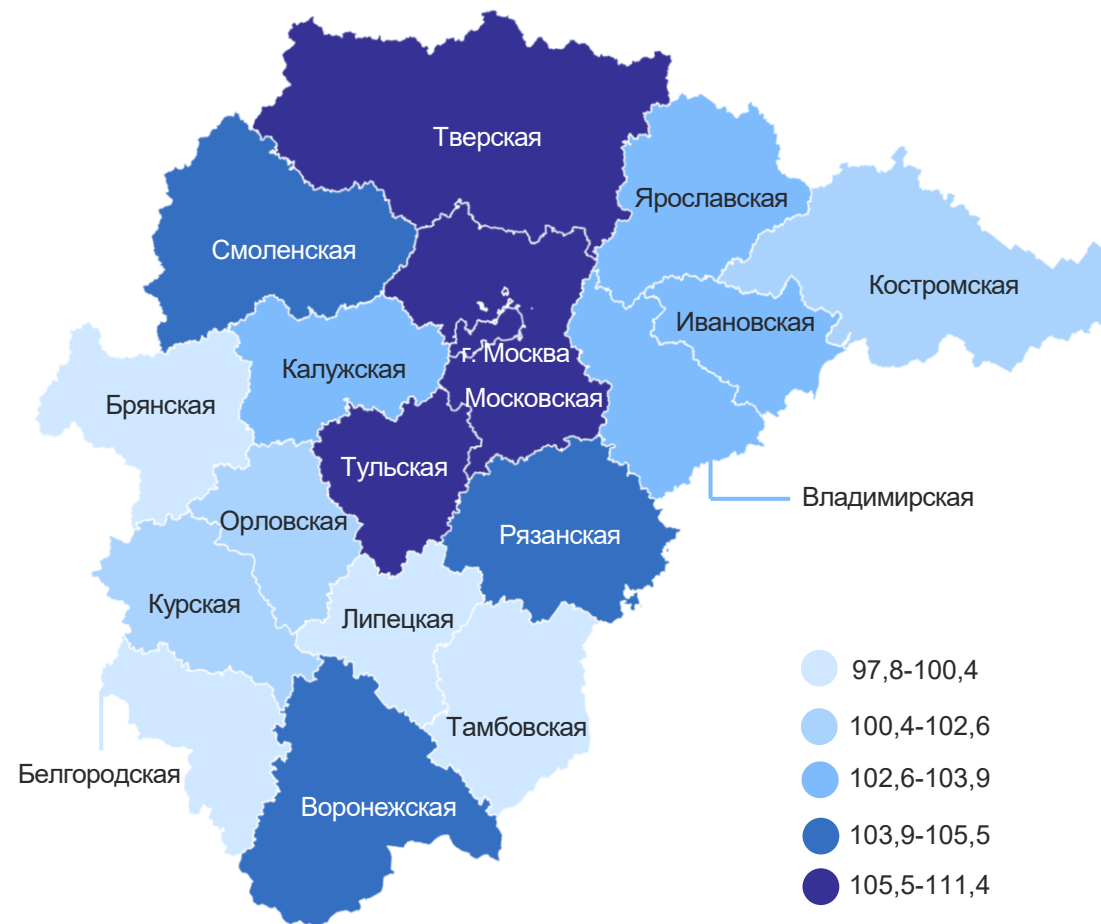 Тверская
Ярославская
Смоленская
Костромская
Ивановская
г. Москва
Калужская
Московская
Брянская
Тульская
Владимирская
Орловская
Рязанская
Курская
Липецкая
Тамбовская
Белгородская
Воронежская
97,8-100,4
100,4-102,6
102,6-103,9
103,9-105,5
105,5-111,4